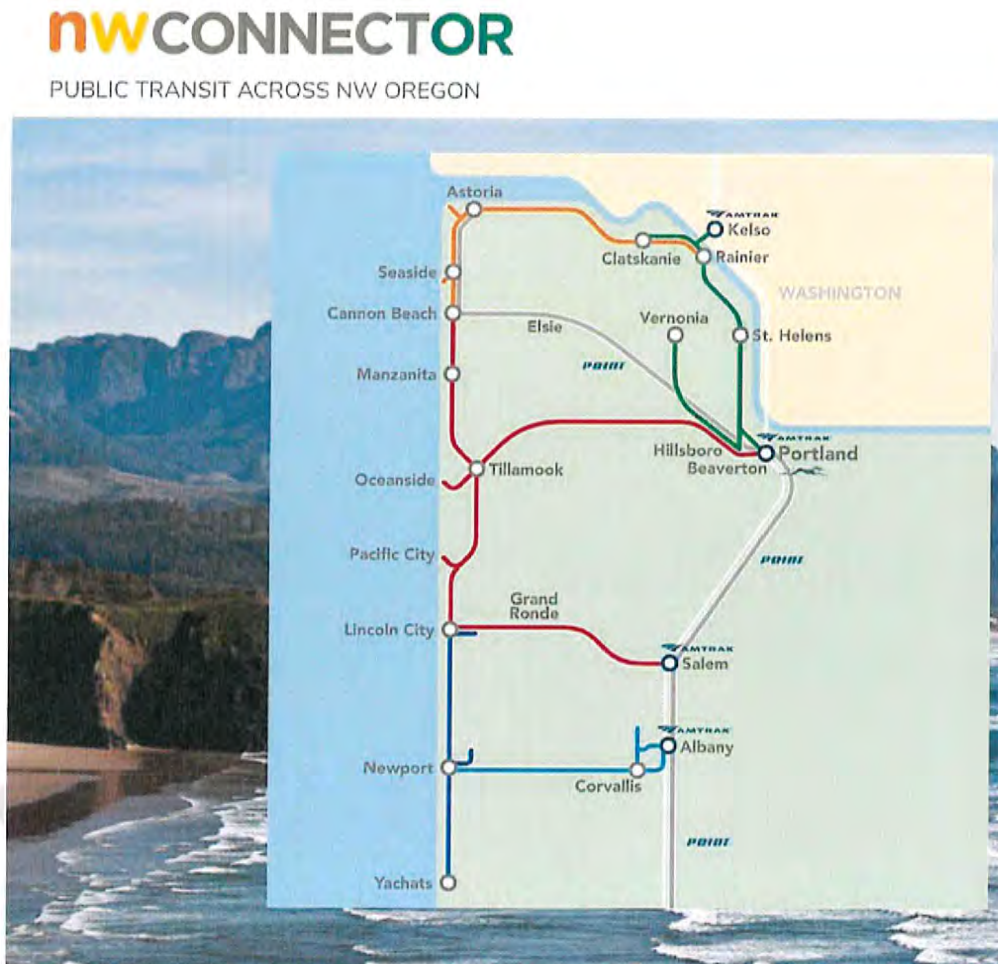 nwCONNECTOR
PUBLIC TRANSIT ACROSS NW OREGON
Astoria
AMTRAK
Kelso
Clatskanie
Rainier
Seaside
WASHINGTON
Cannon Beach
Elsie
Vernonia
St. Helens
POINT
Manzanita
AMTRAK
Hillsboro
Portland
Beaverton
Tillamook
Oceanside
Pacific City
POINT
Grand
Ronde
Lincoln City
AMTRAK
Salem
AMTRAK
Albany
Newport
Corvallis
POINT
Yachats